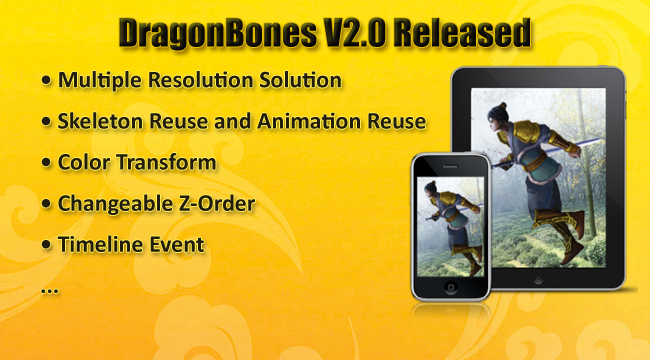 DragonBones V2.0 Released
• Multiple Resolution Solution
• Skeleton Reuse and Animation Reuse
• Color Transform
• Changeable Z-Order
• Timeline Event
...